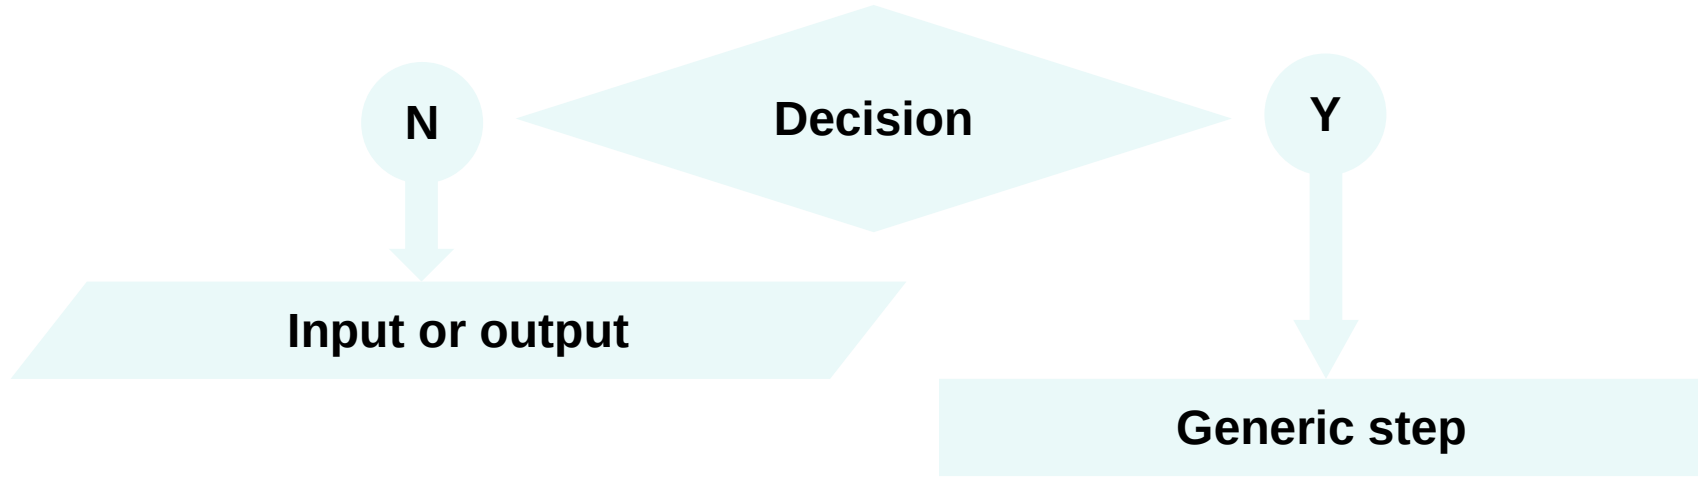 N
Decision
Y
Input or output
Generic step